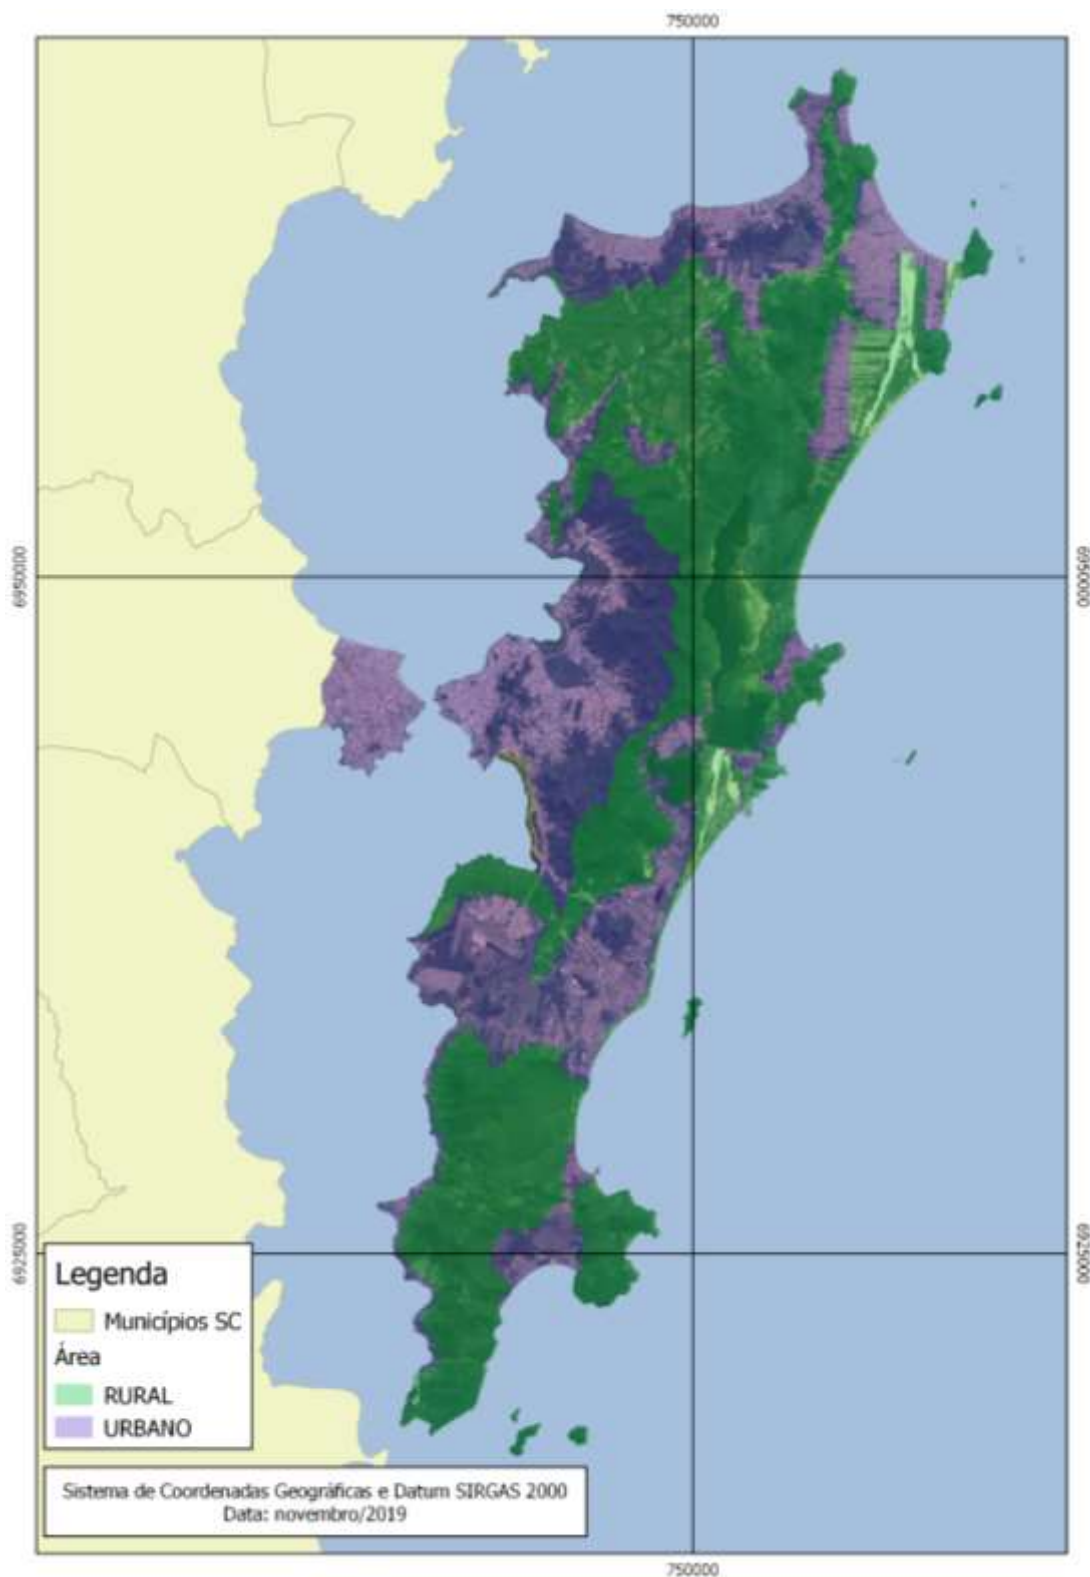 750000
6950000
6950000
6925000
6925000
Legenda
Municípios SC
Área
RURAL
URBANO
Sistema de Coordenadas Geográficas e Datum SIRGAS 2000
Data: novembro/2019
750000